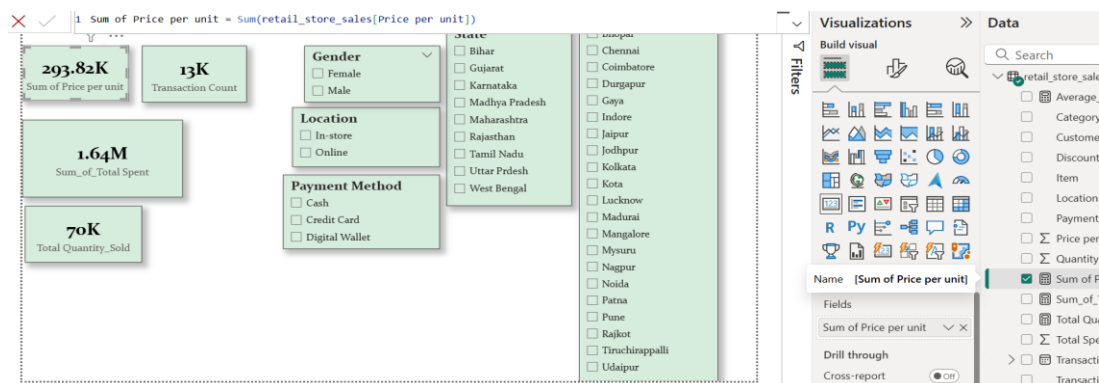 1 Sum of Price per unit = Sum(retail_store_sales[Price per unit])
293.82K
Sum of Price per unit
13K
Transaction Count
1.64M
Sum_of_Total Spent
70K
Total Quantity_Sold
Gender
Female
Male
Location
In-store
Online
Payment Method
Cash
Credit Card
Digital Wallet
State
Bihar
Gujarat
Karnataka
Madhya Pradesh
Maharashtra
Rajasthan
Tamil Nadu
Uttar Prdesh
West Bengal
Bhopal
Chennai
Coimbatore
Durgapur
Gaya
Indore
Jaipur
Jodhpur
Kolkata
Kota
Lucknow
Madurai
Mangalore
Mysuru
Nagpur
Noida
Patna
Pune
Rajkot
Tiruchirappalli
Udaipur
Filters
Visualizations
Build visual
123
R Py
Name [Sum of Price per unit]
Fields
Sum of Price per unit
Drill through
Cross-report
Off
Data
Search
retail_store_sale
Average_
Category
Custome
Discount
Item
Location
Payment
Price per
Quantity
Sum of P
Sum_of_
Total Qua
Total Spe
Transacti
Transacti